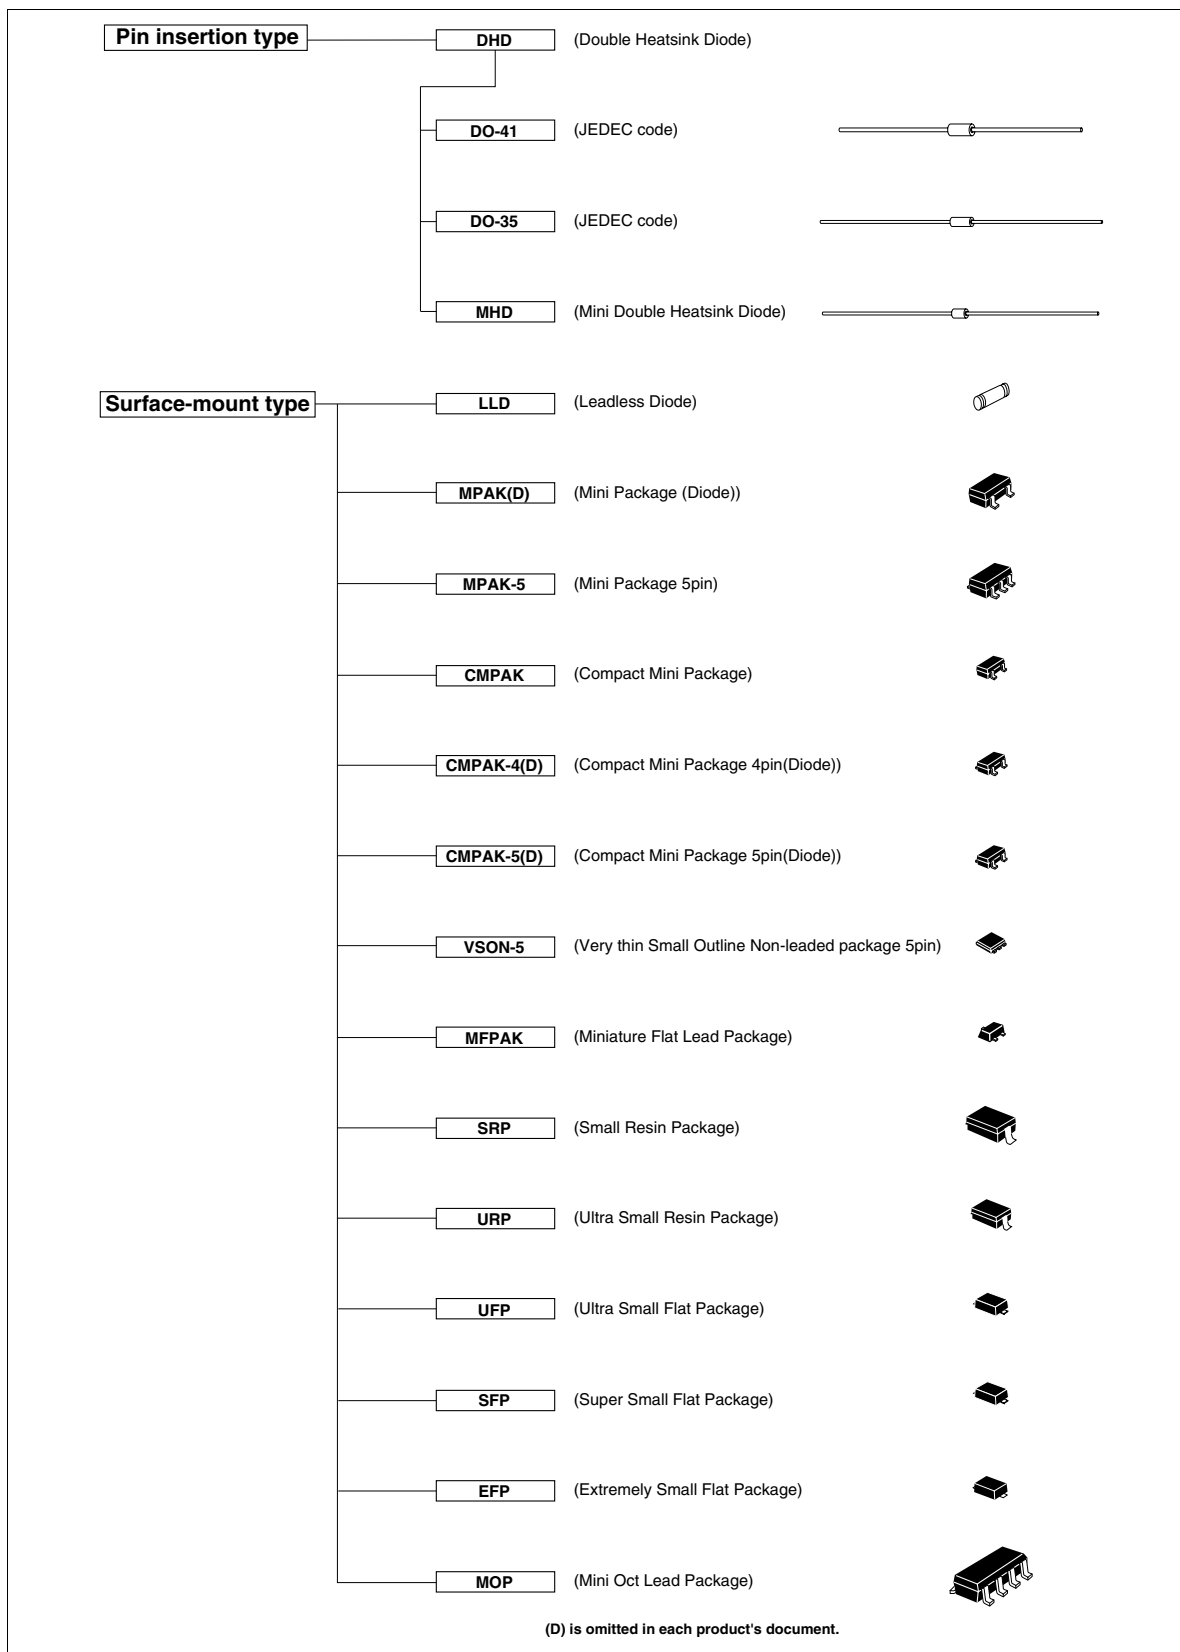 Pin insertion type DHD (Double Heatsink Diode)
DO-41 (JEDEC code)
DO-35 (JEDEC code)
MHD (Mini Double Heatsink Diode)
Surface-mount type LLD (Leadless Diode)
MPAK(D) (Mini Package (Diode))
MPAK-5 (Mini Package 5pin)
CMPAK (Compact Mini Package)
CMPAK-4(D) (Compact Mini Package 4pin(Diode))
CMPAK-5(D) (Compact Mini Package 5pin(Diode))
VSON-5 (Very thin Small Outline Non-leaded package 5pin)
MFPAK (Miniature Flat Lead Package)
SRP (Small Resin Package)
URP (Ultra Small Resin Package)
UFP (Ultra Small Flat Package)
SFP (Super Small Flat Package)
EFP (Extremely Small Flat Package)
MOP (Mini Oct Lead Package)
(D) is omitted in each product's document.